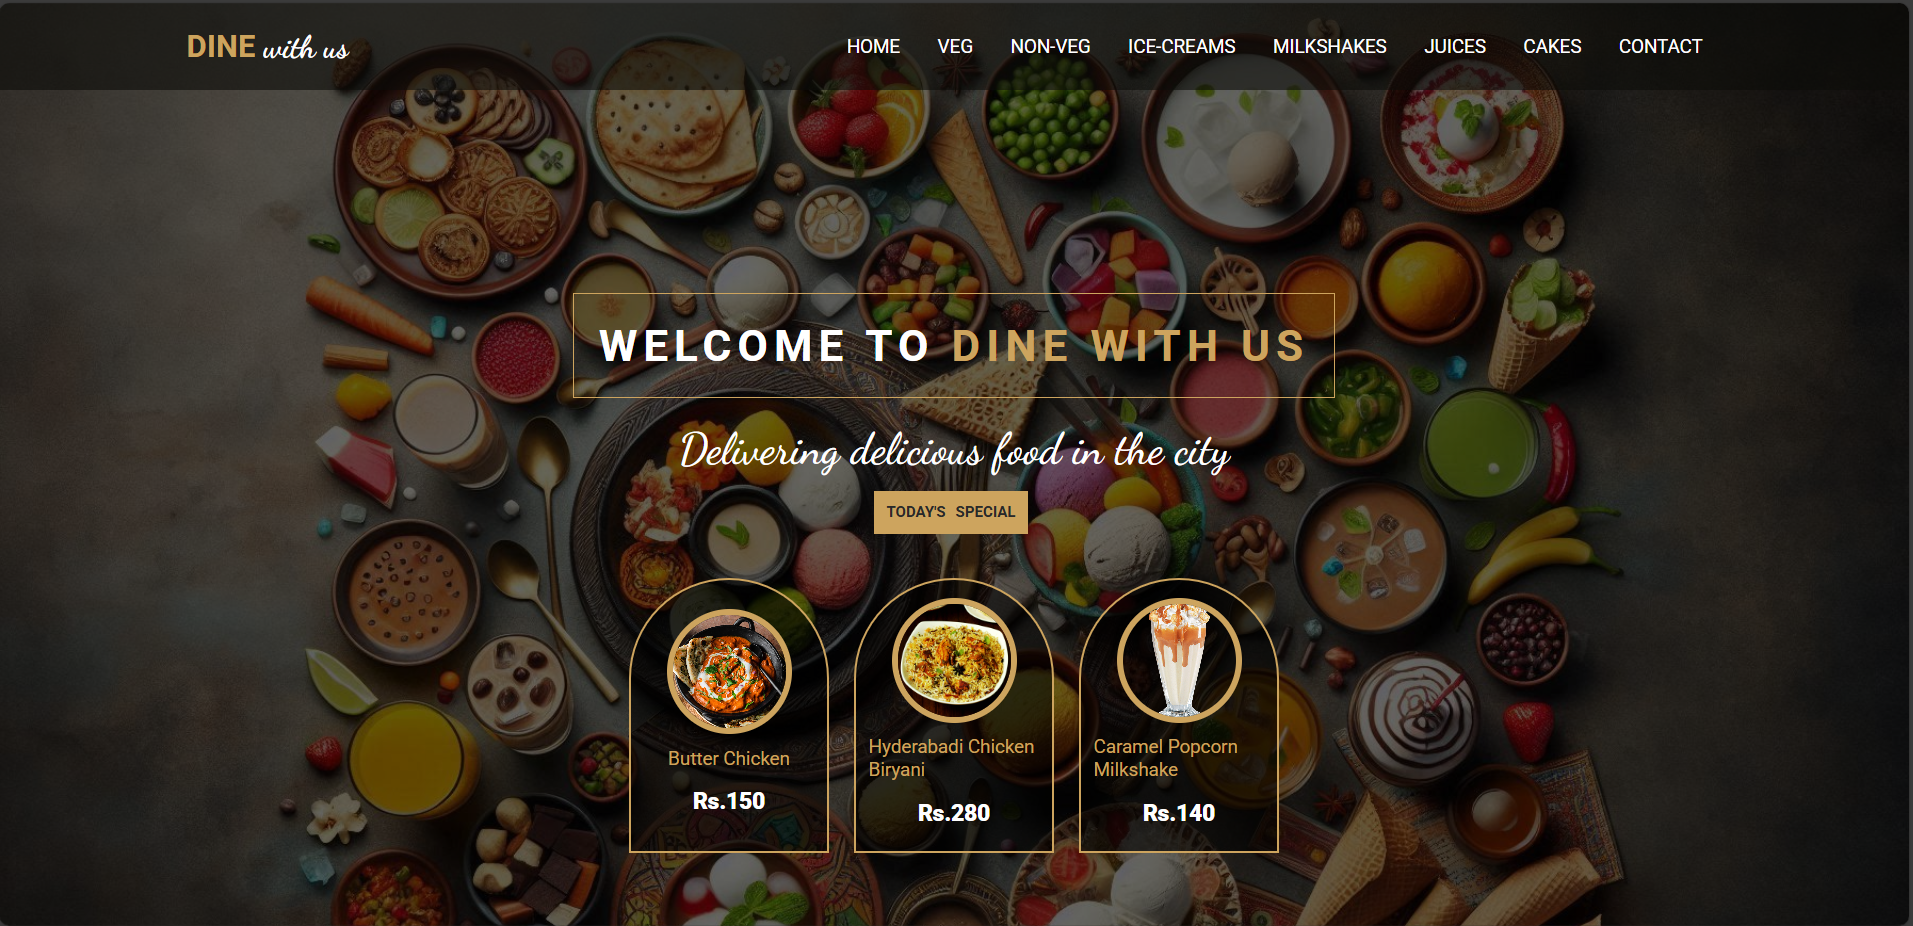 DINE with us
HOME VEG NON-VEG ICE-CREAMS MILKSHAKES JUICES CAKES CONTACT
WELCOME TO DINE WITH US
Delivering delicious food in the city
TODAY'S SPECIAL
Butter Chicken
Rs.150
Hyderabadi Chicken
Biryani
Rs.280
Caramel Popcorn
Milkshake
Rs.140